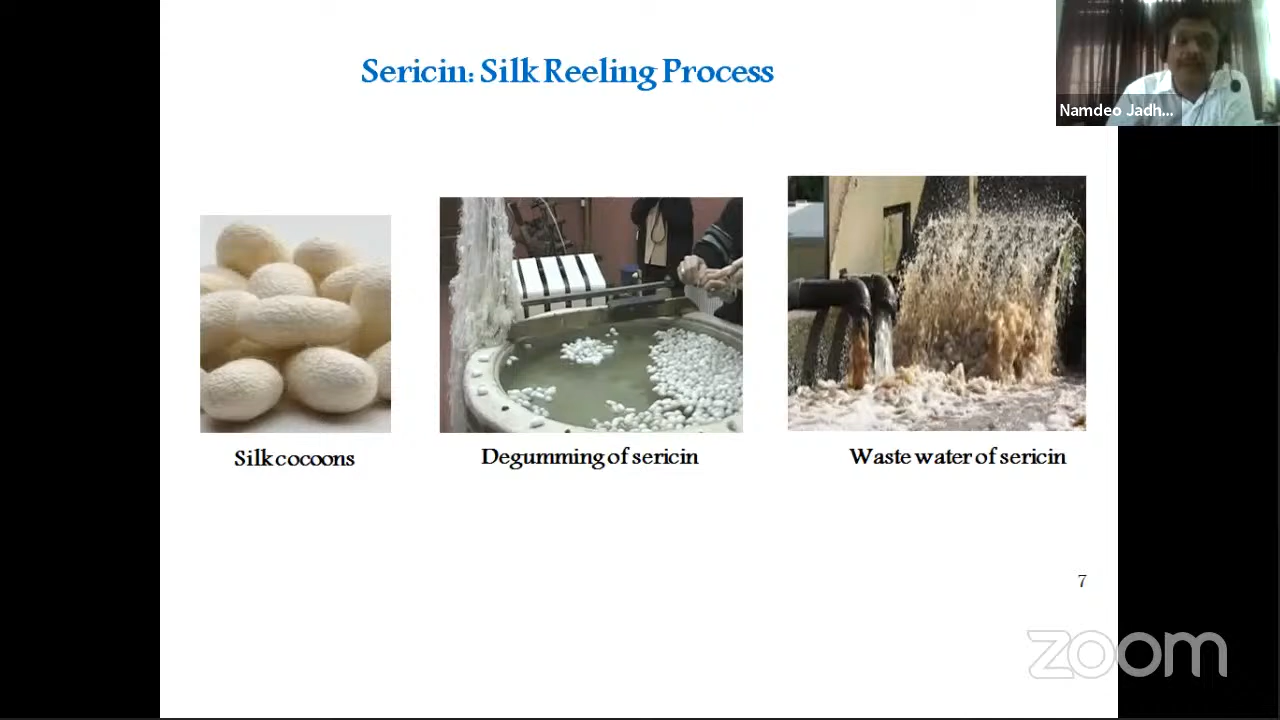 Sericin: Silk Reeling Process
Namdeo Jadh...
Silk cocoons
Degumming of sericin
Waste water of sericin
7
zoom